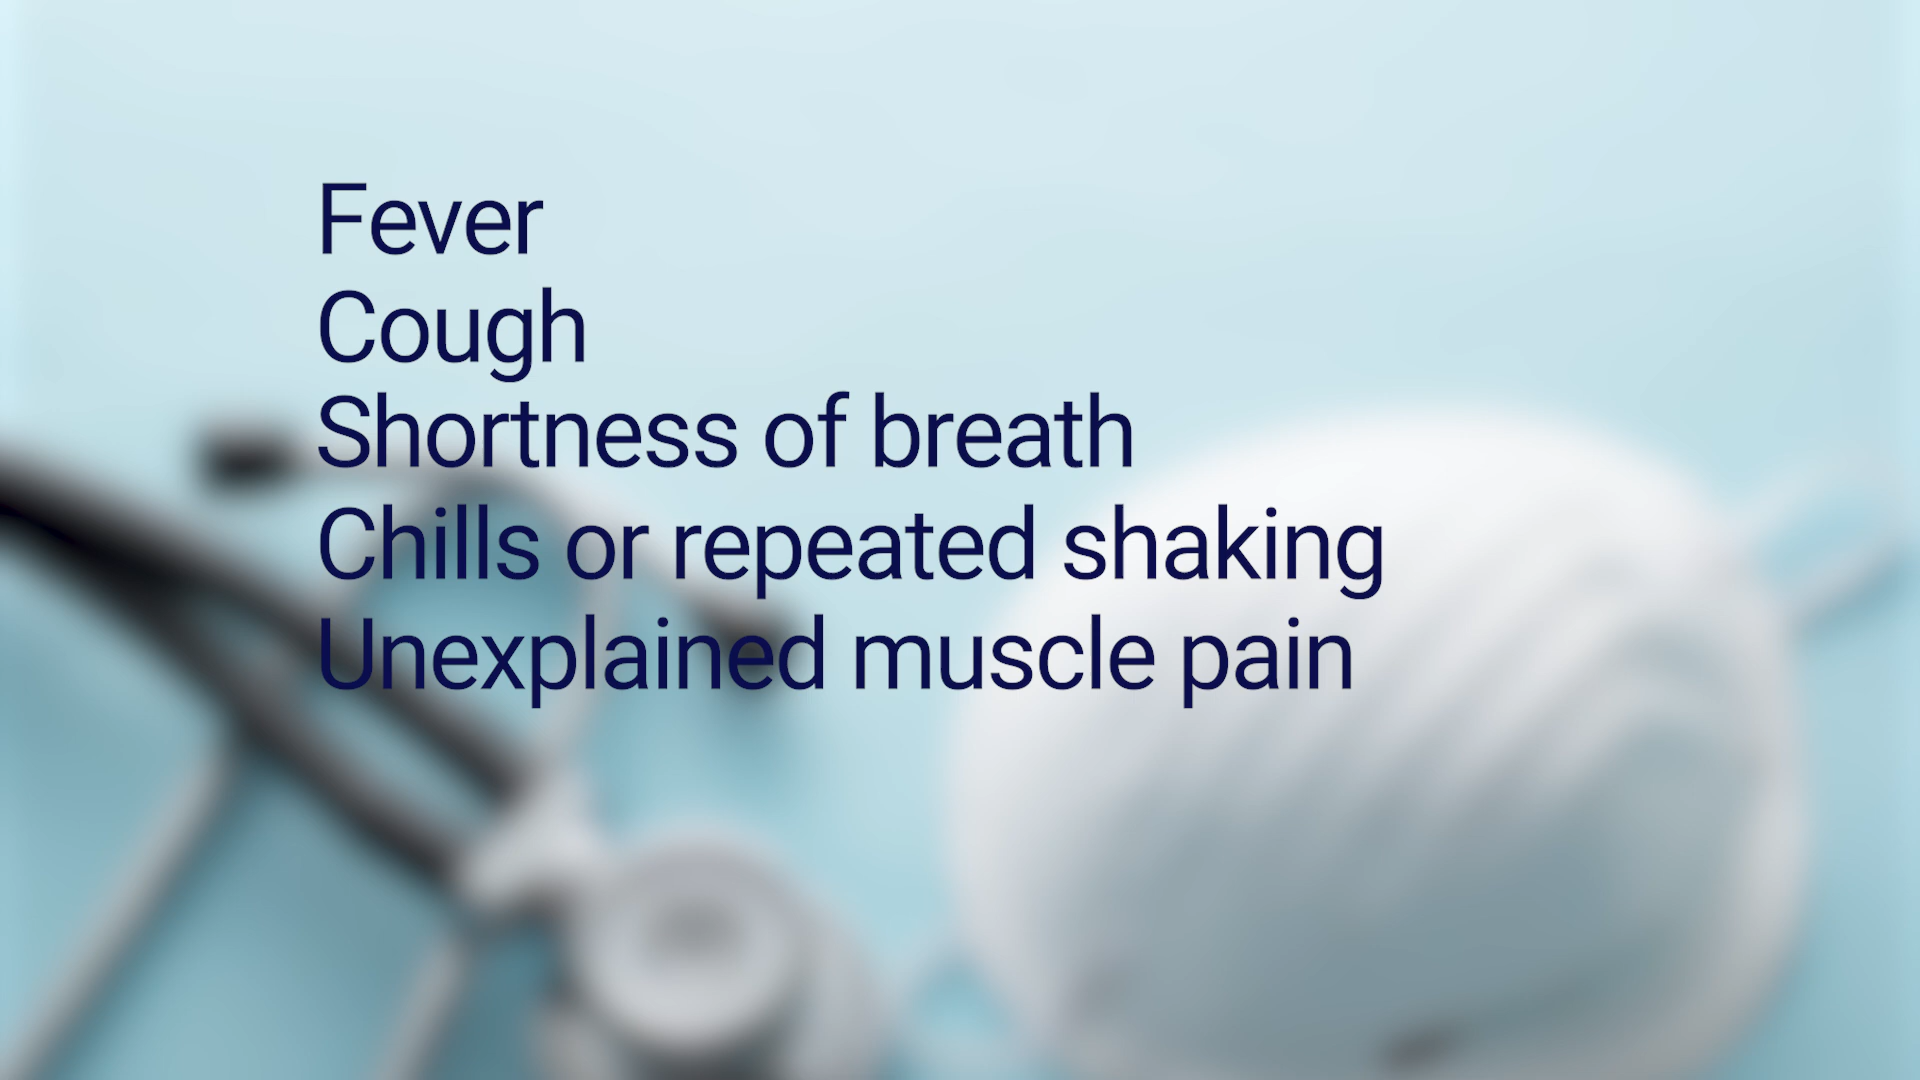 Fever
Cough
Shortness of breath
Chills or repeated shaking
Unexplained muscle pain